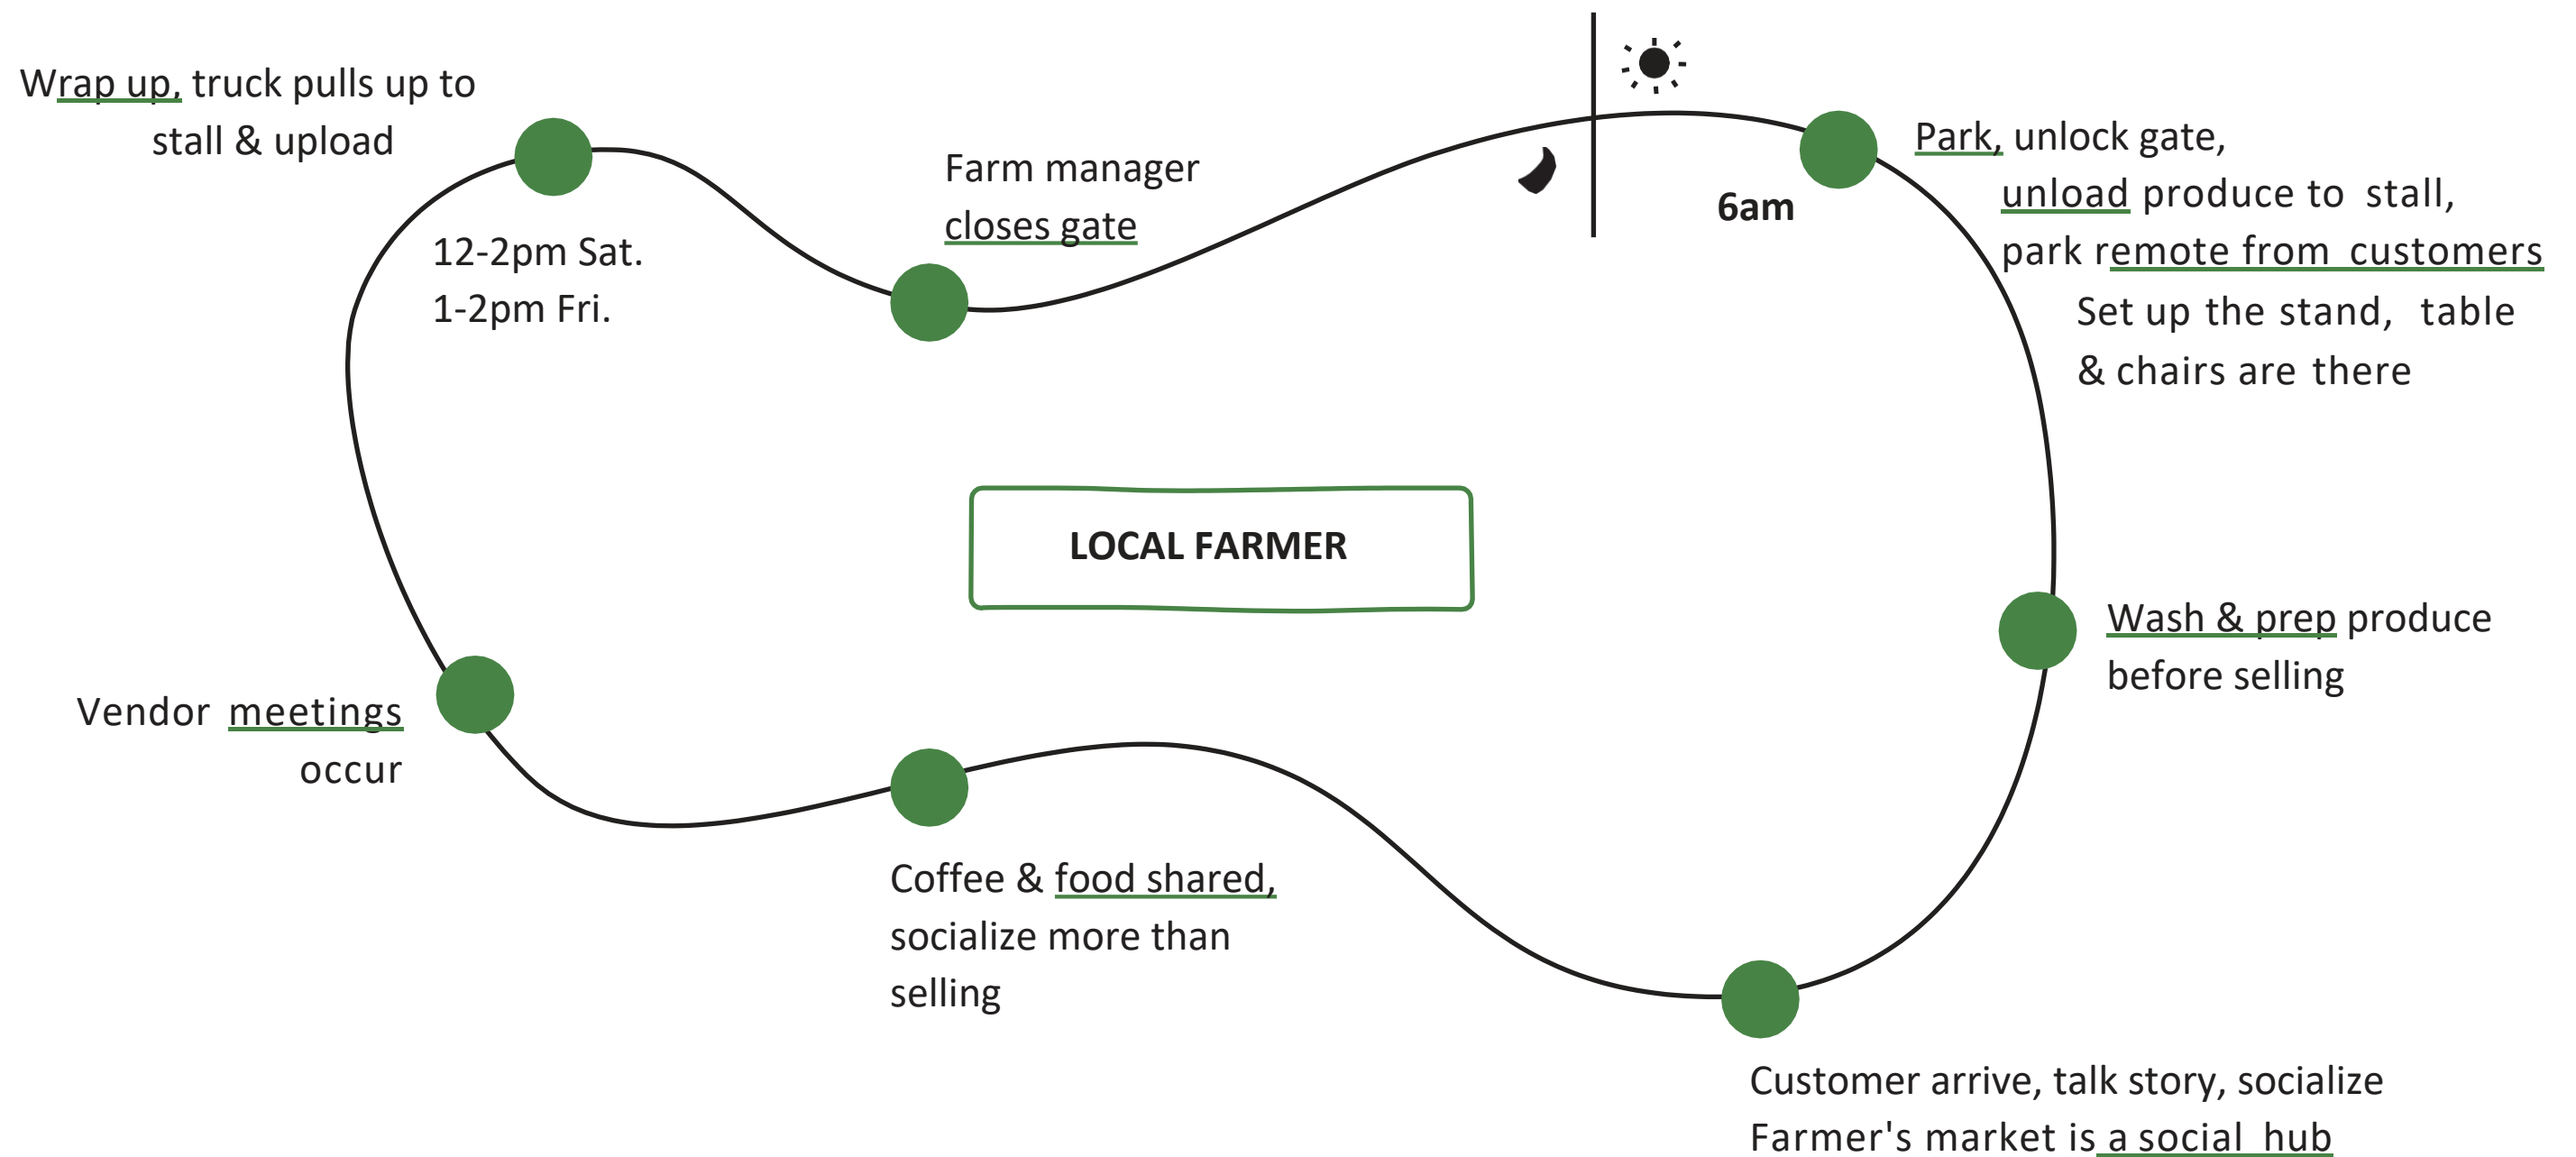 Wrap up, truck pulls up to
stall & upload
12-2pm Sat.
1-2pm Fri.
Farm manager
closes gate
6am
Park, unlock gate,
unload produce to stall,
park remote from customers
Set up the stand, table
& chairs are there
LOCAL FARMER
Wash & prep produce
before selling
Vendor meetings
occur
Coffee & food shared,
socialize more than
selling
Customer arrive, talk story, socialize
Farmer's market is a social hub